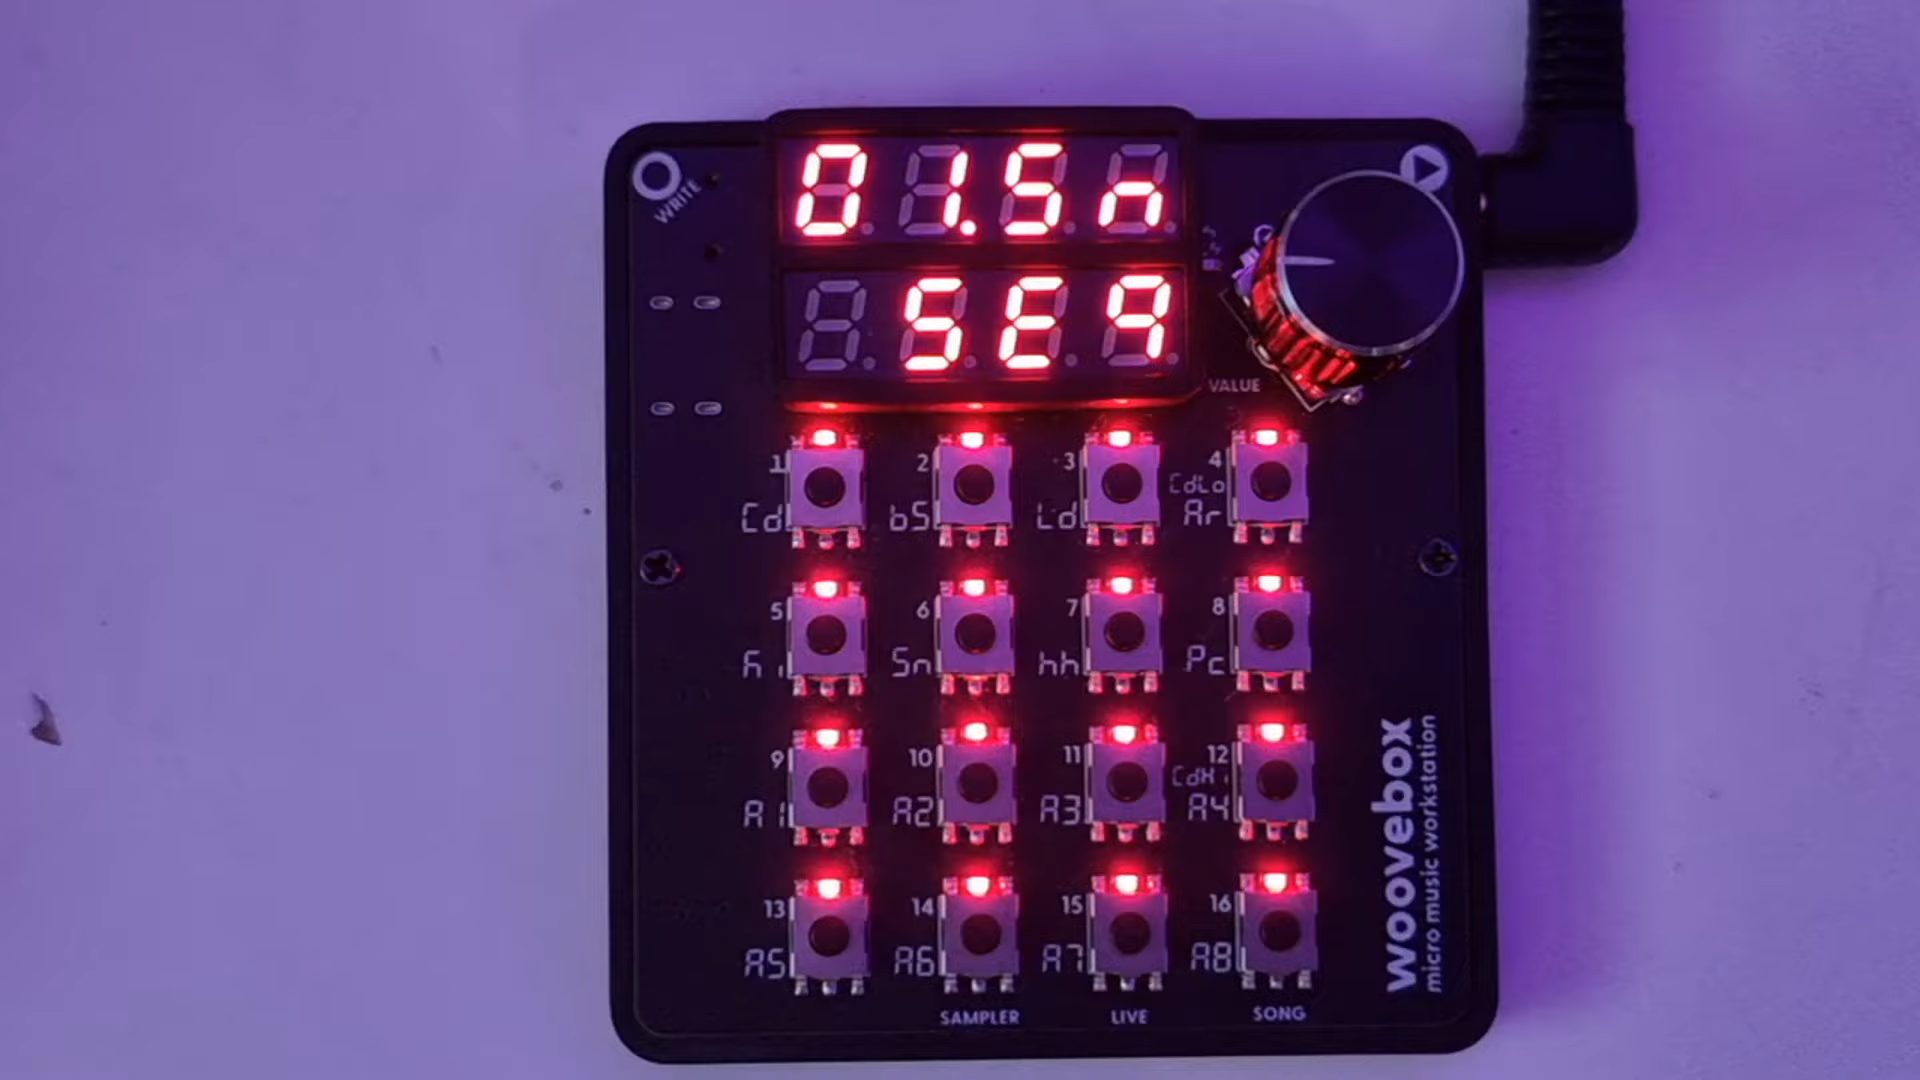 WRITE
01.Sn
SEq
VALUE
1 2 3 4
CdLo
Cd bS Ld Ar
5 6 7 8
Sn hh Pc
9 10 11 12
CdHi
A1 A2 A3 A4
13 14 15 16
A5 A6 A7 A8
SAMPLER LIVE SONG
woovebox
micro music workstation